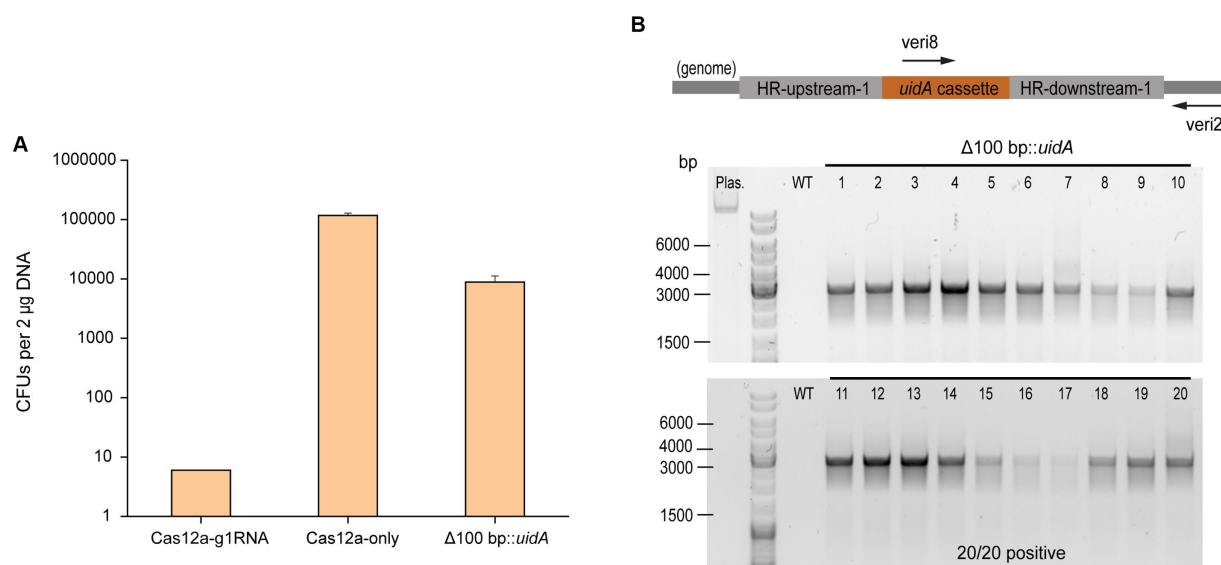 A
CFUs per 2 µg DNA
1000000
100000
10000
1000
100
10
1
Cas12a-g1RNA
Cas12a-only
Δ100 bp::uidA
B
veri8
(genome)
HR-upstream-1
uidA cassette
HR-downstream-1
veri2
Δ100 bp::uidA
bp
Plas. WT 1 2 3 4 5 6 7 8 9 10
6000
4000
3000
1500
WT 11 12 13 14 15 16 17 18 19 20
6000
4000
3000
1500
20/20 positive